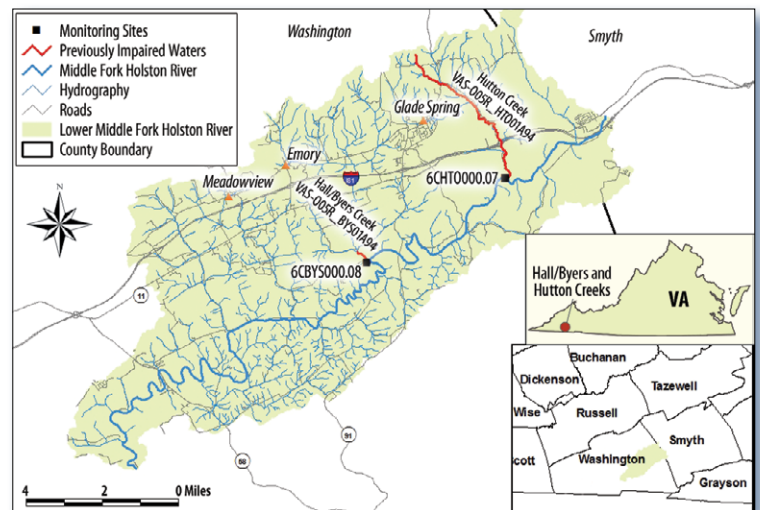 Monitoring Sites
Previously Impaired Waters
Middle Fork Holston River
Hydrography
Roads
Lower Middle Fork Holston River
County Boundary
Washington
Smyth
Hutton Creek
VAS-O05R_HTO01A94
Glade Spring
Emory
Meadowview
81
6CHTO000.07
Hall/Byers Creek
VAS-O05R_BYS01A94
6CBYS000.08
N
11
91
58
4 2 0 Miles
Hall/Byers and
Hutton Creeks
VA
Buchanan
Dickenson
Tazewell
Wise
Russell
Smyth
cott
Washington
Grayson